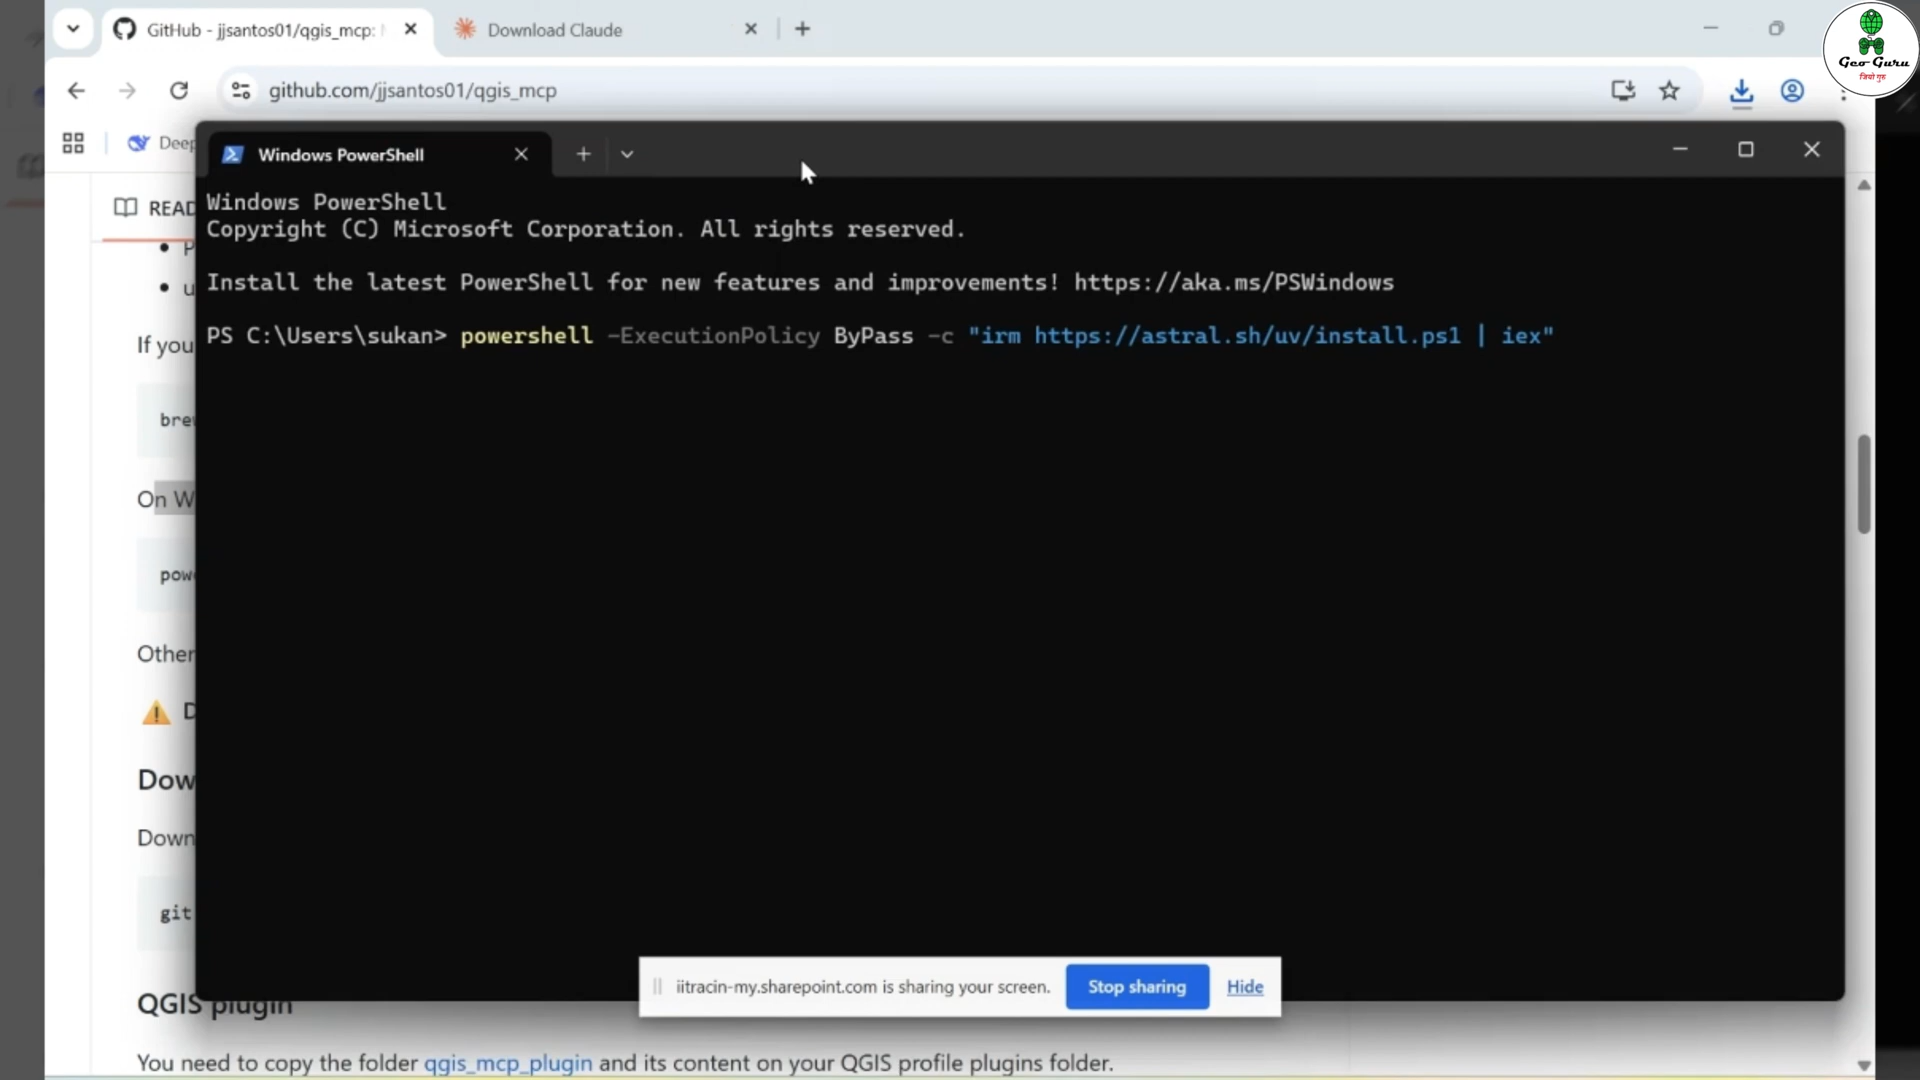 GitHub - jjsantos01/qgis_mcp:
Download Claude
Geo Guru
जियो गुरु
github.com/jjsantos01/qgis_mcp
Windows PowerShell
Windows PowerShell
Copyright (C) Microsoft Corporation. All rights reserved.
Install the latest PowerShell for new features and improvements! https://aka.ms/PSWindows
PS C:\Users\sukan> powershell -ExecutionPolicy ByPass -c "irm https://astral.sh/uv/install.ps1 | iex"
If you
On W
Other
Down
git
iitracin-my.sharepoint.com is sharing your screen.
Stop sharing
Hide
QGIS plugin
You need to copy the folder qgis_mcp_plugin and its content on your QGIS profile plugins folder.